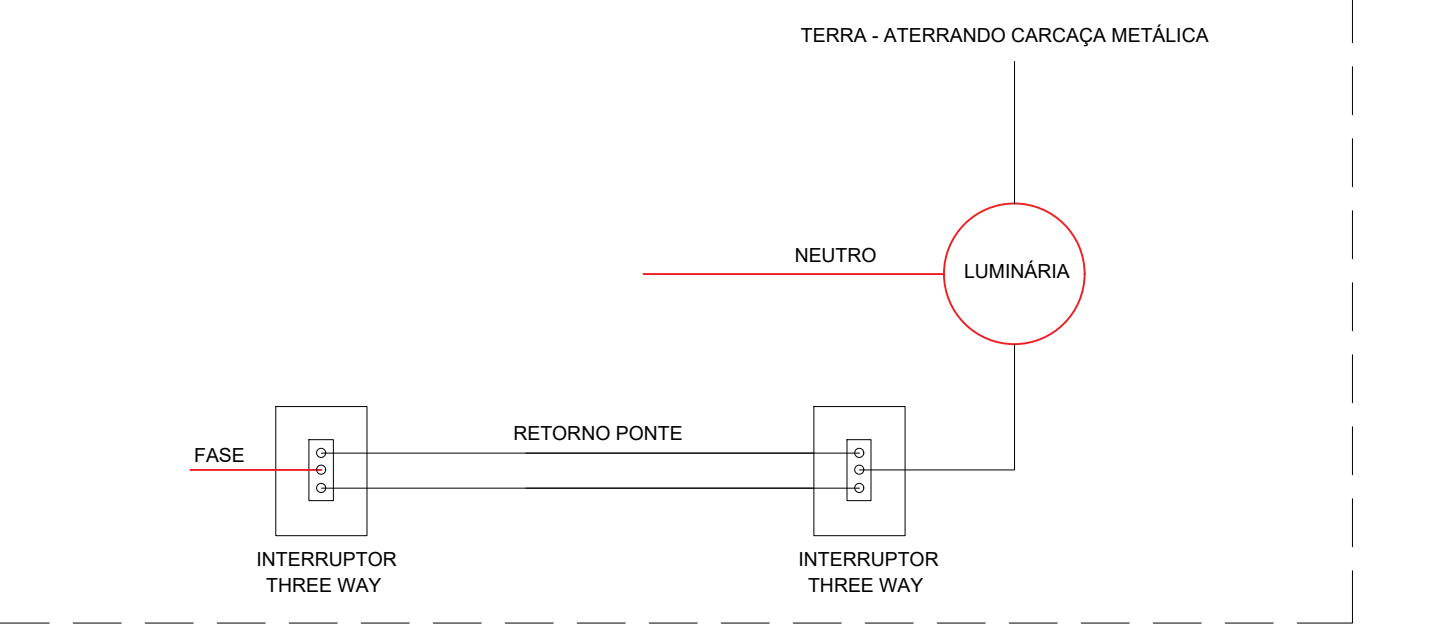 TERRA - ATERRANDO CARCAÇA METÁLICA
NEUTRO
LUMINÁRIA
RETORNO PONTE
FASE
INTERRUPTOR
THREE WAY
INTERRUPTOR
THREE WAY